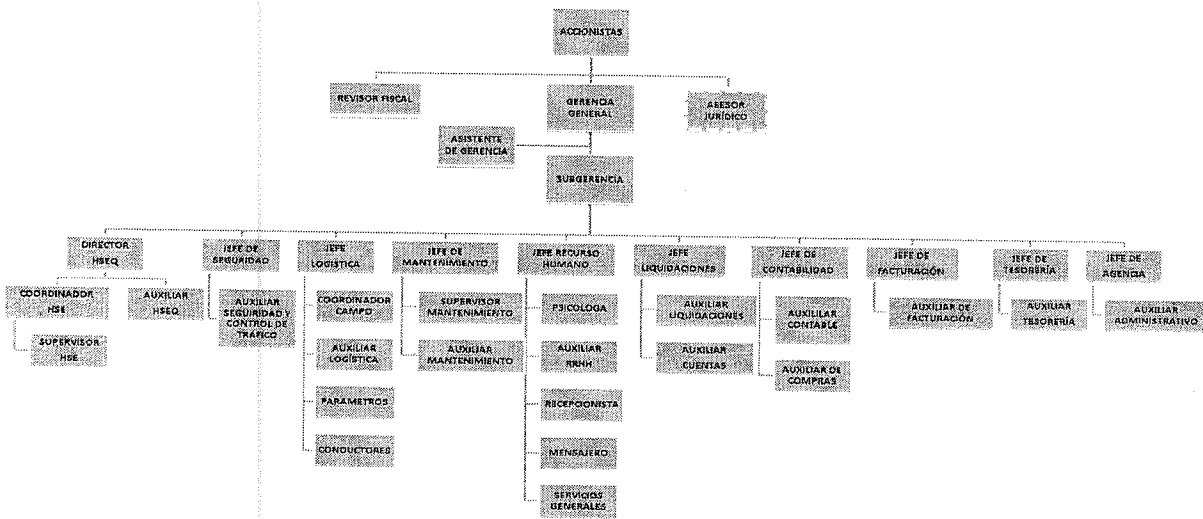 ACCIONISTAS
REVISOR FISCAL
GERENCIA
GENERAL
ASESOR
JURÍDICO
ASISTENTE
DE GERENCIA
SUBGERENCIA
DIRECTOR
HSEQ
JEFE DE
SEGURIDAD
JEFE
LOGÍSTICA
JEFE DE
MANTENIMIENTO
JEFE RECURSO
HUMANO
JEFE
LIQUIDACIONES
JEFE DE
CONTABILIDAD
JEFE DE
FACTURACIÓN
JEFE DE
TESORERÍA
JEFE DE
AGENCIA
COORDINADOR
HSE
AUXILIAR
HSEQ
SUPERVISOR
HSE
AUXILIAR
SEGUIRIDAD Y
CONTROL DE
TRÁFICO
COORDINADOR
CAMPO
AUXILIAR
LOGÍSTICA
PARAMETROS
CONDUCTORES
SUPERVISOR
MANTENIMIENTO
AUXILIAR
MANTENIMIENTO
PSICOLOGA
AUXILIAR
RRHH
RECEPCIONISTA
MENSAJERO
SERVICIOS
GENERALES
AUXILIAR
LIQUIDACIONES
AUXILIAR
CUENTAS
AUXILILAR
CONTABLE
AUXILIAR DE
COMPRAS
AUXILIAR DE
FACTURACIÓN
AUXILIAR
TESORERÍA
AUXILIAR
ADMINISTRATIVO